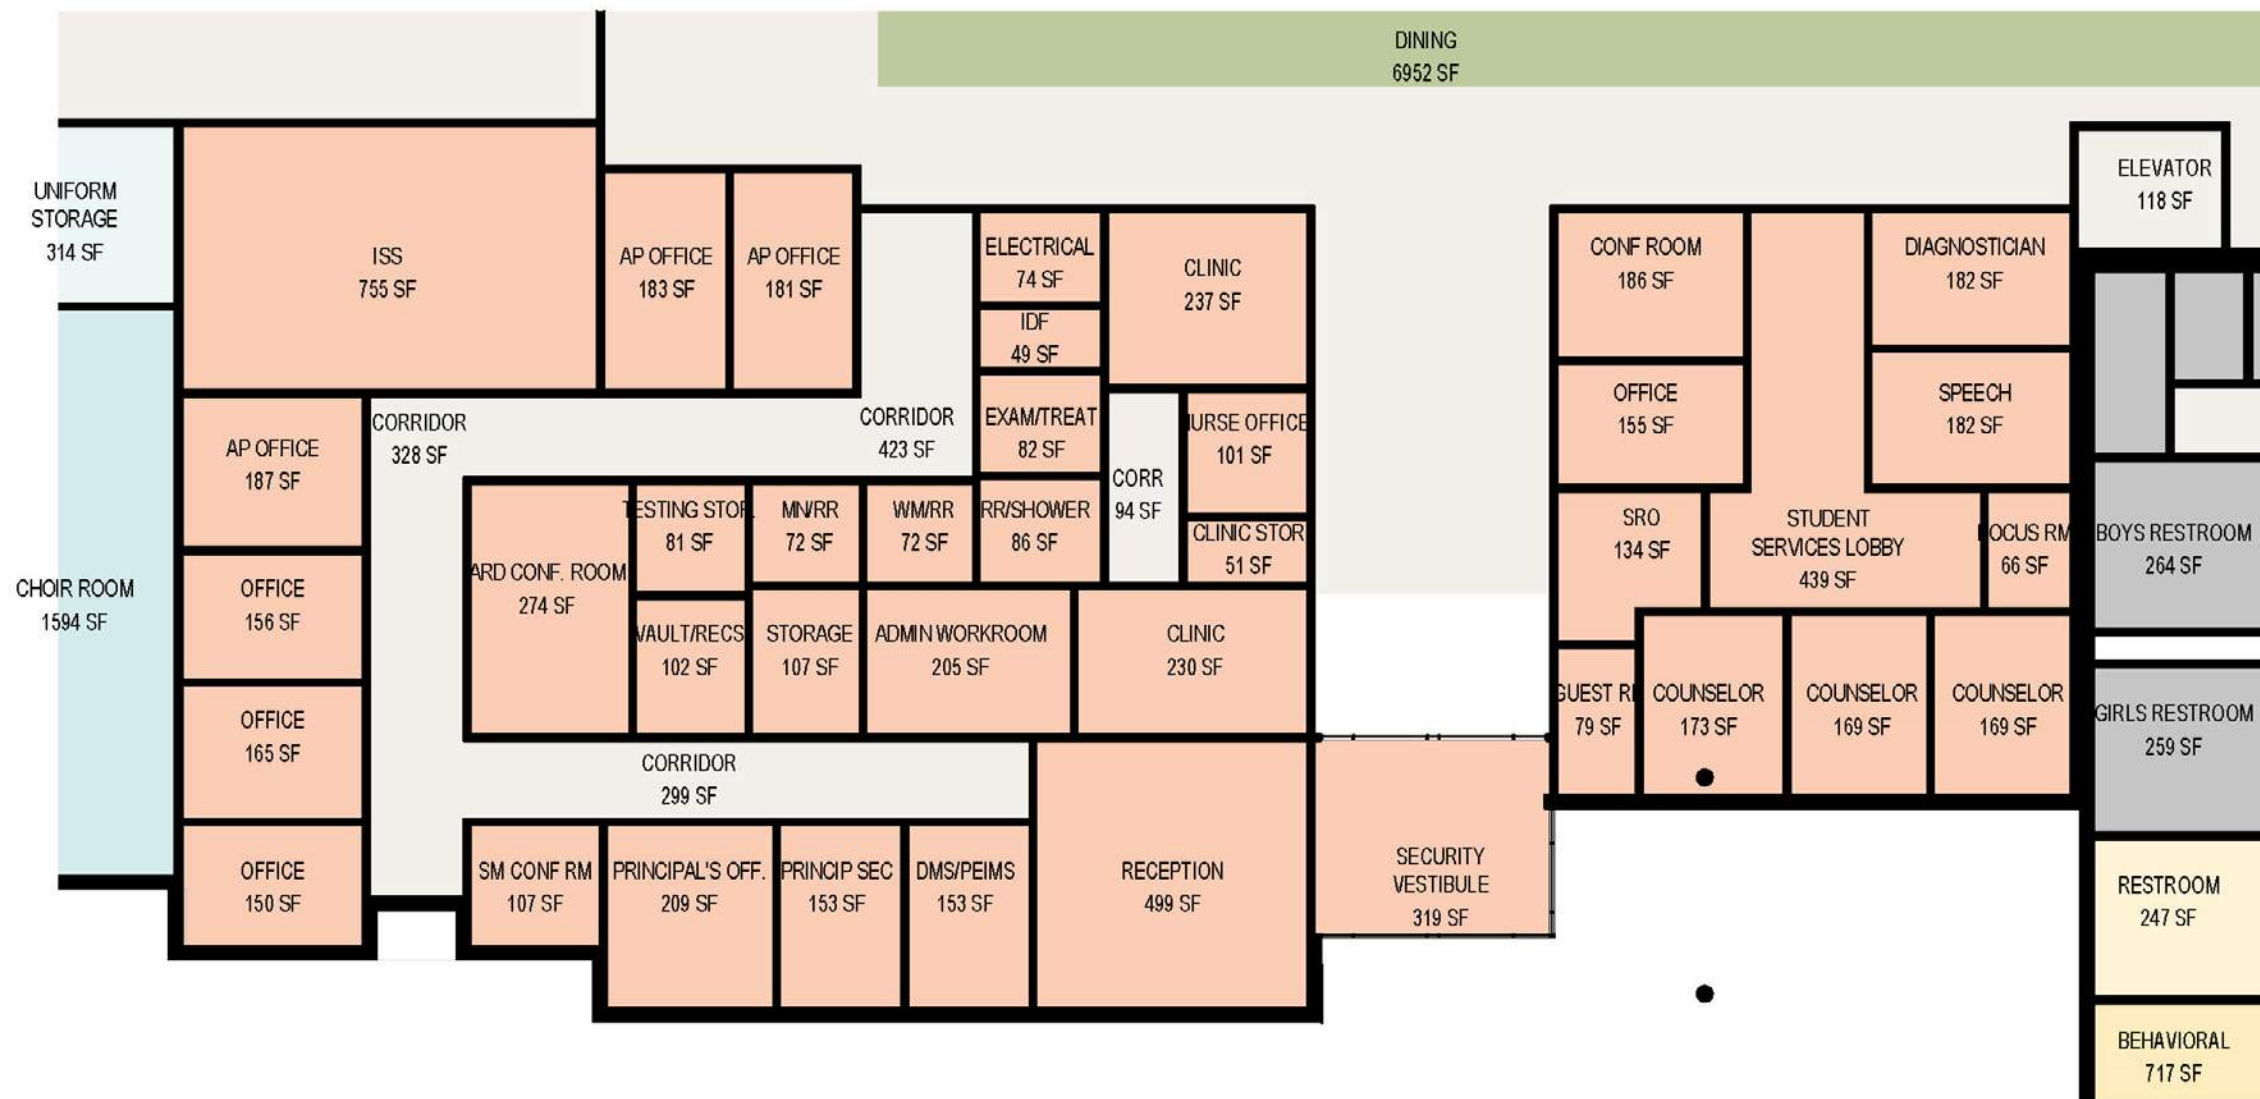 DINING
6952 SF
ELEVATOR
118 SF
UNIFORM
STORAGE
314 SF
ISS
755 SF
AP OFFICE
183 SF
AP OFFICE
181 SF
ELECTRICAL
74 SF
CLINIC
237 SF
IDF
49 SF
CONF ROOM
186 SF
DIAGNOSTICIAN
182 SF
CORRIDOR
328 SF
CORRIDOR
423 SF
EXAM/TREAT
82 SF
URSE OFFICE
101 SF
OFFICE
155 SF
SPEECH
182 SF
AP OFFICE
187 SF
CORR
94 SF
TESTING STOR
81 SF
MN/RR
72 SF
WM/RR
72 SF
RR/SHOWER
86 SF
CLINIC STOR
51 SF
SRO
134 SF
STUDENT
SERVICES LOBBY
439 SF
OCUS RM
66 SF
BOYS RESTROOM
264 SF
CHOIR ROOM
1594 SF
OFFICE
156 SF
ARD CONF. ROOM
274 SF
VAULT/RECS
102 SF
STORAGE
107 SF
ADMIN WORKROOM
205 SF
CLINIC
230 SF
OFFICE
165 SF
GUEST R
79 SF
COUNSELOR
173 SF
COUNSELOR
169 SF
COUNSELOR
169 SF
GIRLS RESTROOM
259 SF
CORRIDOR
299 SF
OFFICE
150 SF
SM CONF RM
107 SF
PRINCIPAL'S OFF.
209 SF
PRINCIP SEC
153 SF
DMS/PEIMS
153 SF
RECEPTION
499 SF
SECURITY
VESTIBULE
319 SF
RESTROOM
247 SF
BEHAVIORAL
717 SF